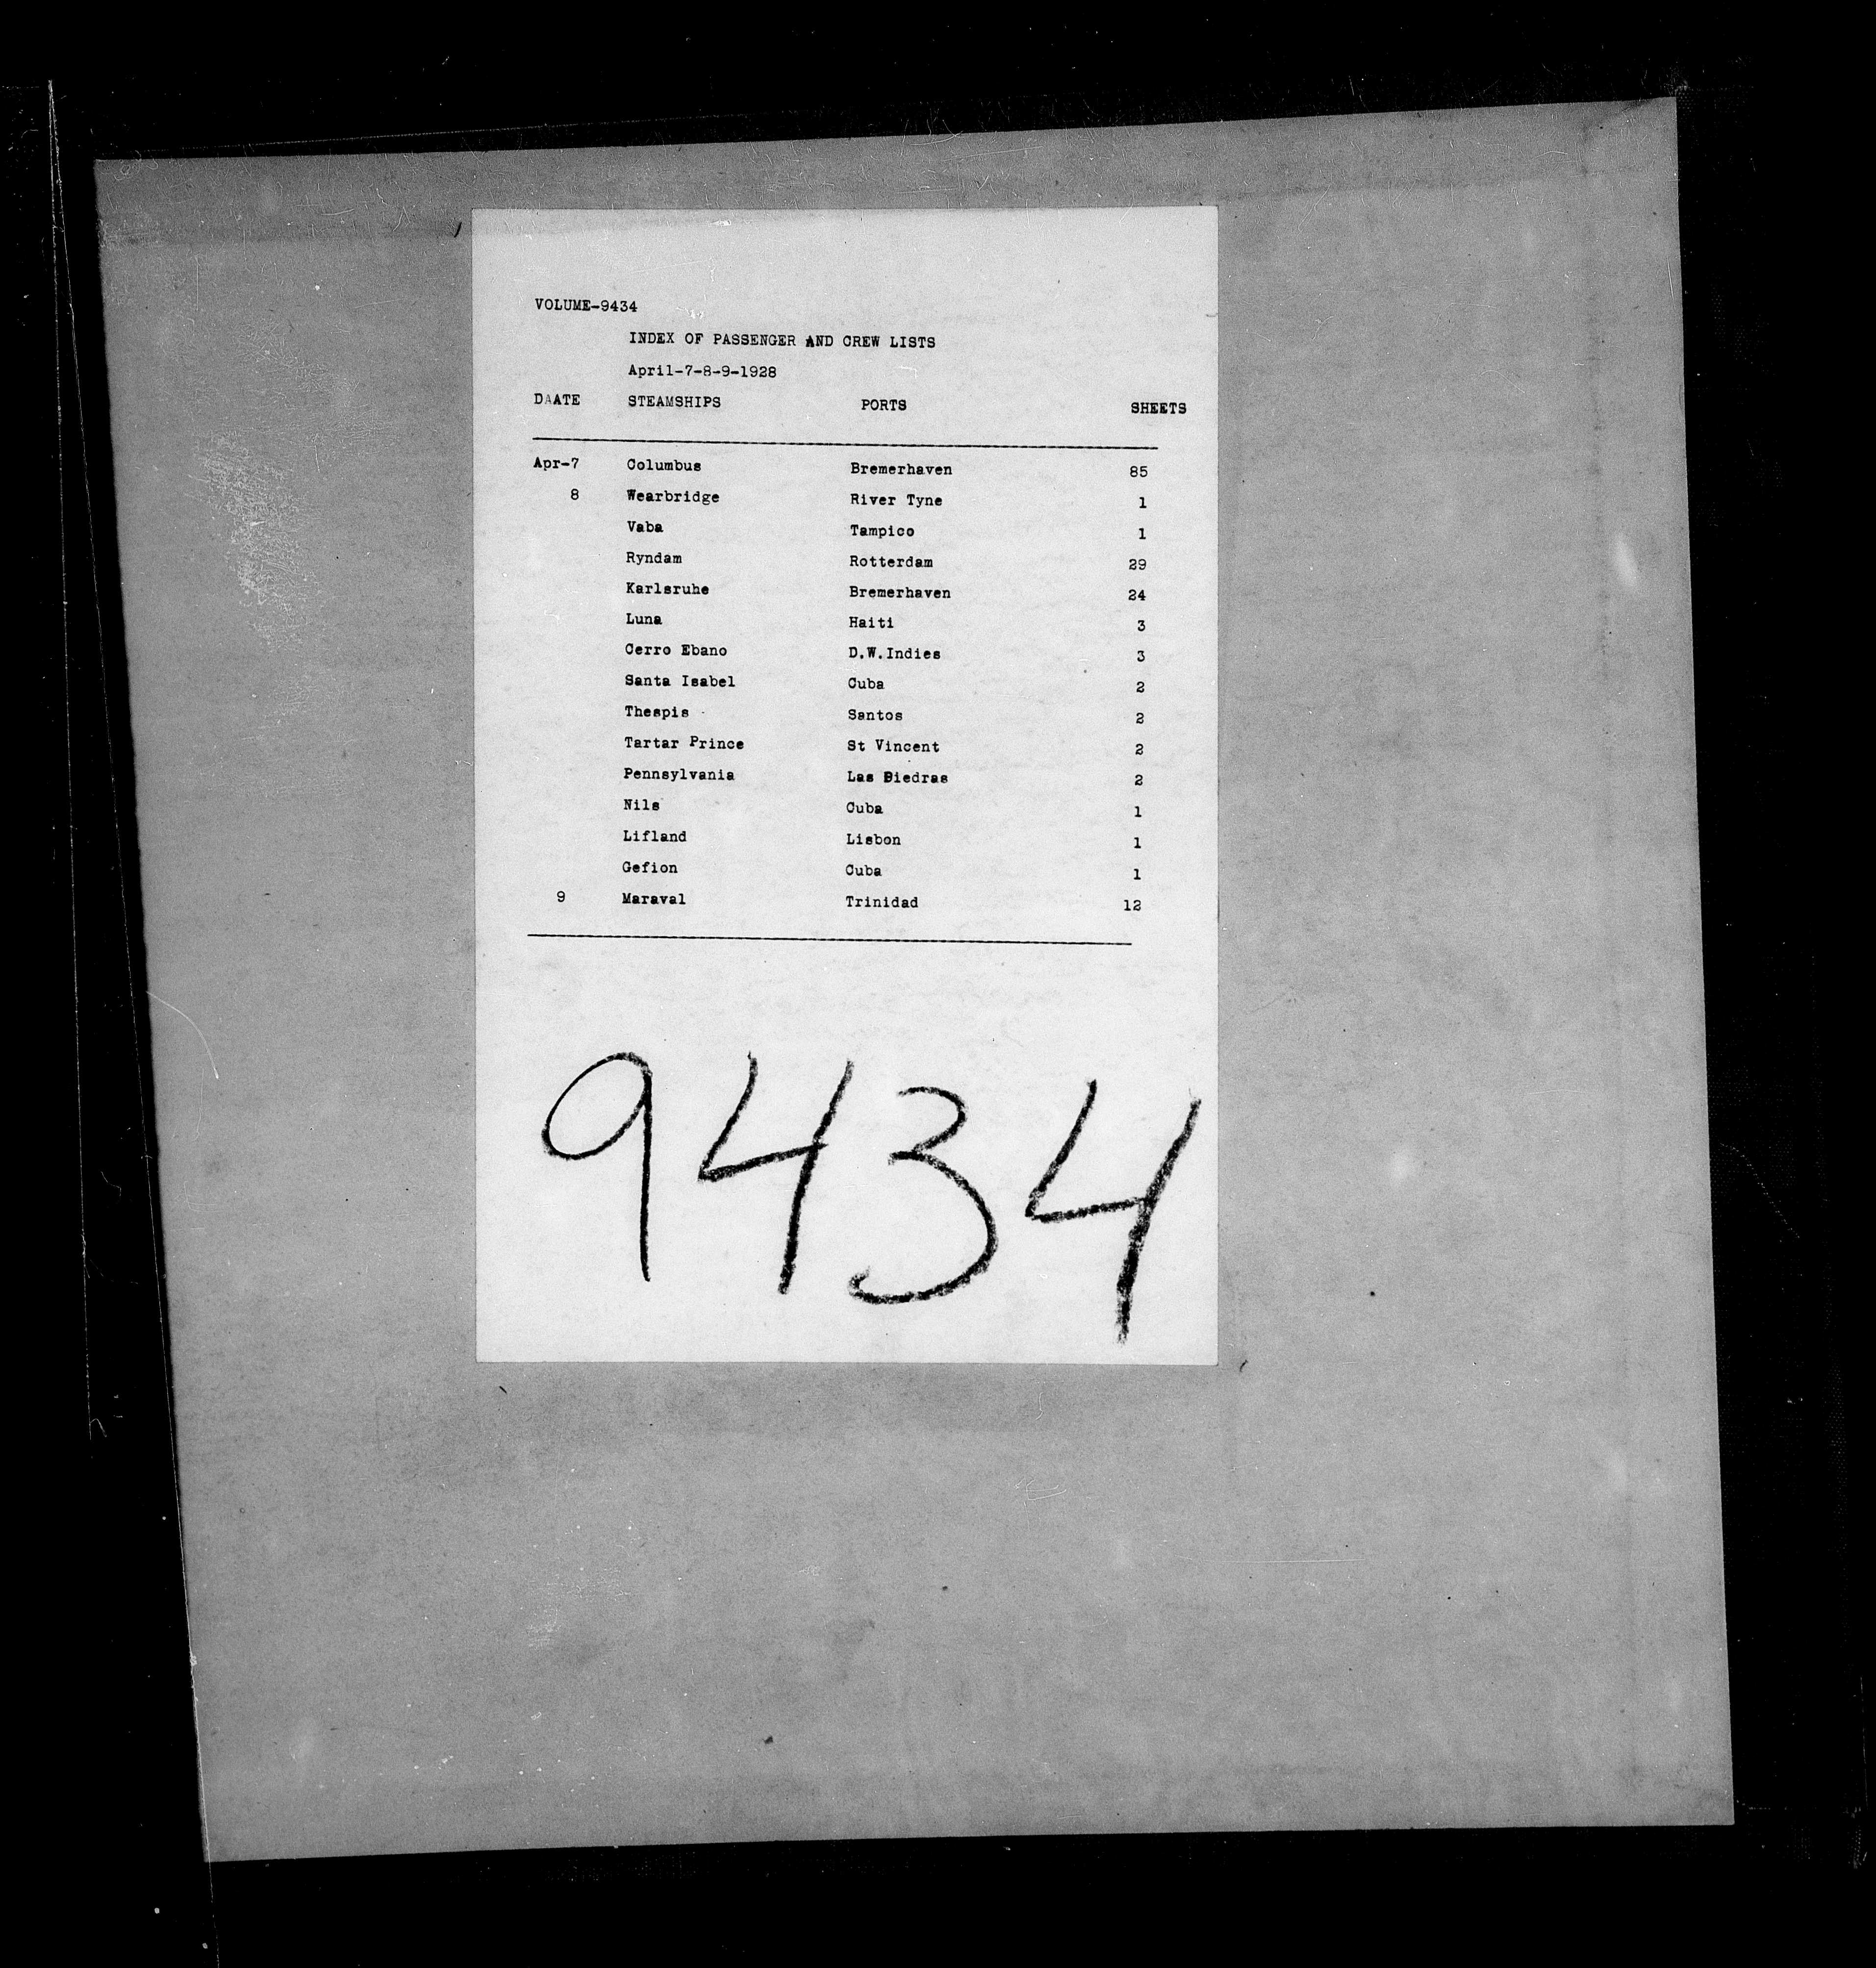 VOLUME-9434
INDEX OF PASSENGER AND CREW LISTS
April-7-8-9-1928
DAATE STEAMSHIPS PORTS SHEETS
Apr-7 Columbus Bremerhaven 85
8 Wearbridge River Tyne 1
Vaba Tampico 1
Ryndam Rotterdam 29
Karlsruhe Bremerhaven 24
Luna Haiti 3
Cerro Ebano D.W.Indies 3
Santa Isabel Cuba 2
Thespis Santos 2
Tartar Prince St Vincent 2
Pennsylvania Las Piedras 2
Nils Cuba 1
Lifland Lisbon 1
Gefion Cuba 1
9 Maraval Trinidad 12
9434